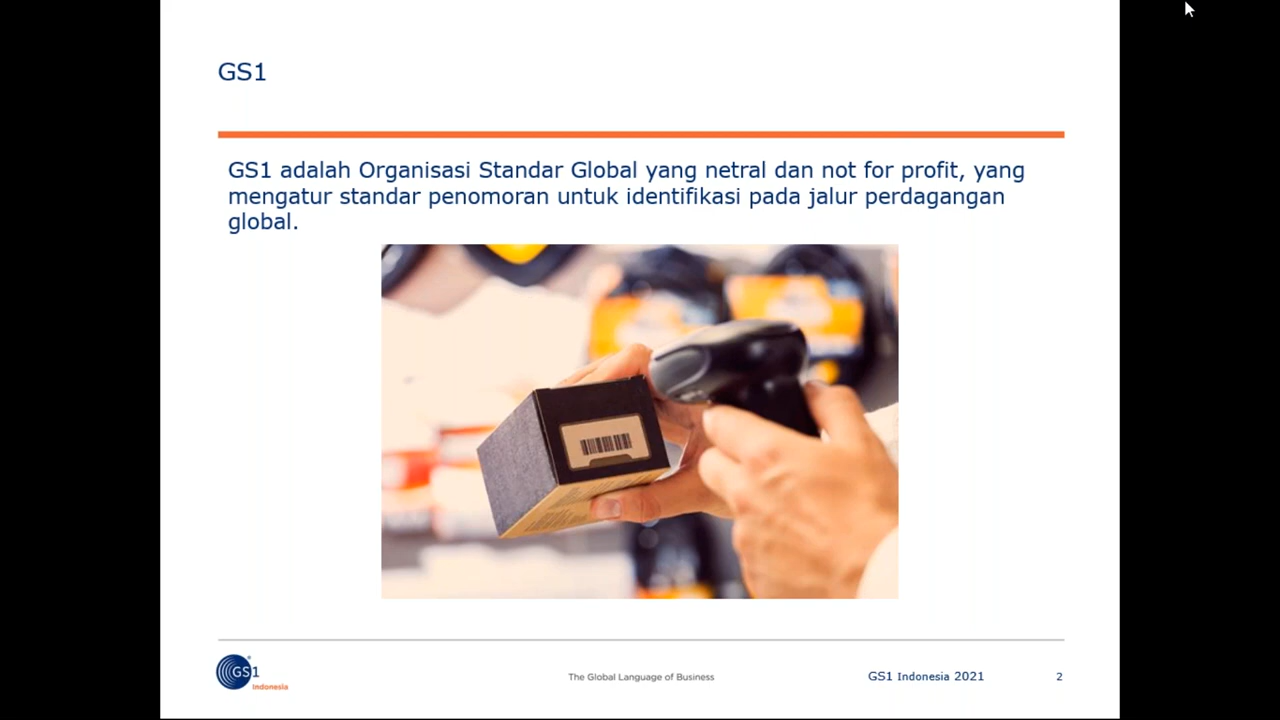 GS1
GS1 adalah Organisasi Standar Global yang netral dan not for profit, yang
mengatur standar penomoran untuk identifikasi pada jalur perdagangan
global.
GS1
Indonesia
The Global Language of Business
GS1 Indonesia 2021
2